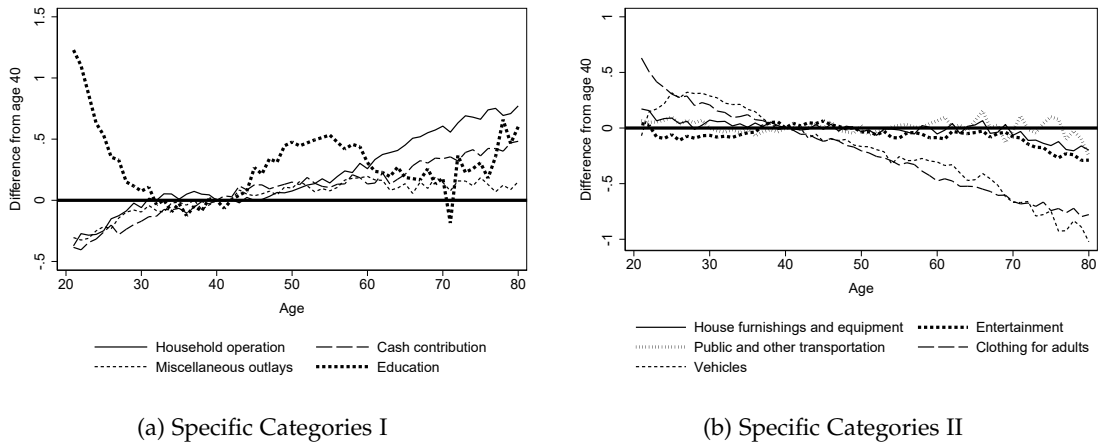 Difference from age 40
1.5
1
.5
0
-.5
20 30 40 50 60 70 80
Age
Household operation
Cash contribution
Miscellaneous outlays
Education
(a) Specific Categories I
Difference from age 40
1
.5
0
-.5
-1
20 30 40 50 60 70 80
Age
House furnishings and equipment
Entertainment
Public and other transportation
Clothing for adults
Vehicles
(b) Specific Categories II